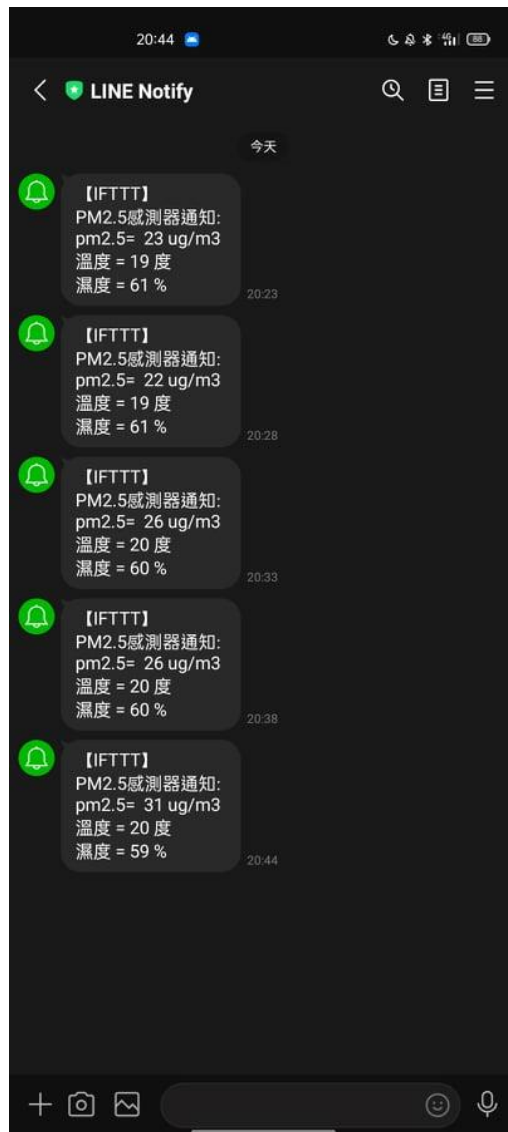 20:44
4G
88
LINE Notify
今天
【IFTTT】
PM2.5感測器通知:
pm2.5=  23 ug/m3
溫度 = 19 度
濕度 = 61 %
20:23
【IFTTT】
PM2.5感測器通知:
pm2.5=  22 ug/m3
溫度 = 19 度
濕度 = 61 %
20:28
【IFTTT】
PM2.5感測器通知:
pm2.5=  26 ug/m3
溫度 = 20 度
濕度 = 60 %
20:33
【IFTTT】
PM2.5感測器通知:
pm2.5=  26 ug/m3
溫度 = 20 度
濕度 = 60 %
20:38
【IFTTT】
PM2.5感測器通知:
pm2.5=  31 ug/m3
溫度 = 20 度
濕度 = 59 %
20:44